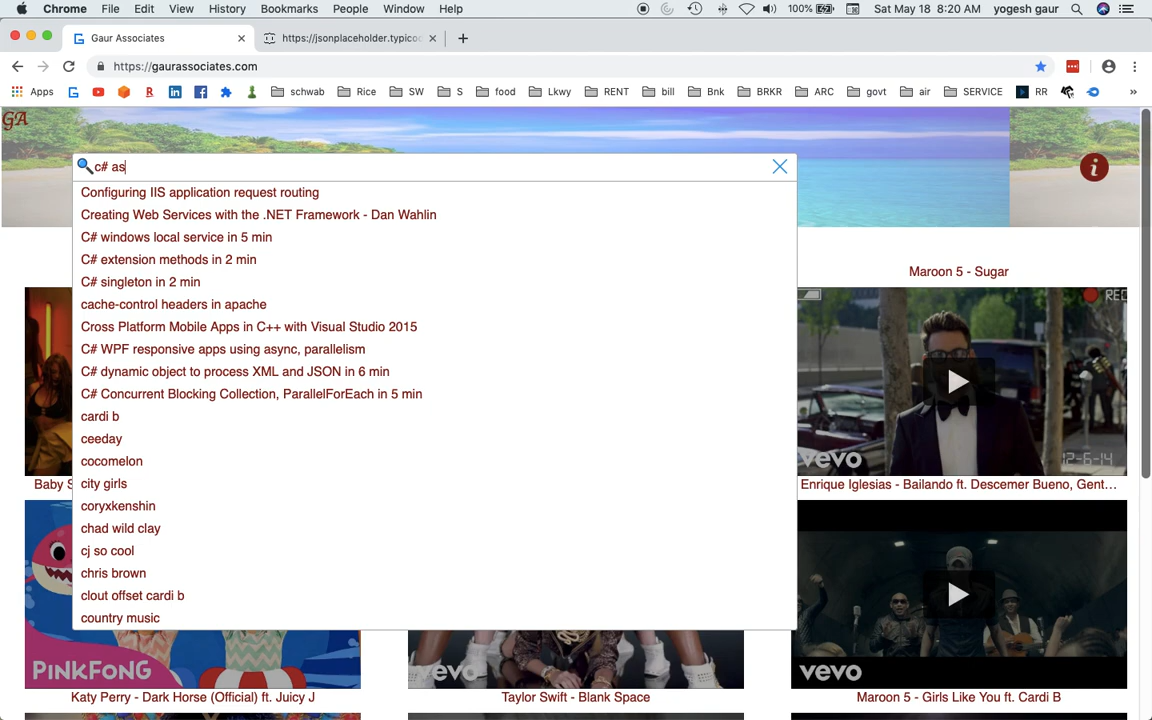 Chrome File Edit View History Bookmarks People Window Help 100% Sat May 18 8:20 AM yogesh gaur
Gaur Associates https://jsonplaceholder.typico
https://gaurassociates.com
Apps schwab Rice SW S food Lkwy RENT bill Bnk BRKR ARC govt air SERVICE RR »
GA
c# as
Configuring IIS application request routing
Creating Web Services with the .NET Framework - Dan Wahlin
C# windows local service in 5 min
C# extension methods in 2 min
C# singleton in 2 min
cache-control headers in apache
Cross Platform Mobile Apps in C++ with Visual Studio 2015
C# WPF responsive apps using async, parallelism
C# dynamic object to process XML and JSON in 6 min
C# Concurrent Blocking Collection, ParallelForEach in 5 min
cardi b
ceeday
cocomelon
city girls
coryxkenshin
chad wild clay
cj so cool
chris brown
clout offset cardi b
country music
Maroon 5 - Sugar
REC
12-6-14
vevo
Baby S
Enrique Iglesias - Bailando ft. Descemer Bueno, Gent…
PINKFONG
vevo
vevo
Katy Perry - Dark Horse (Official) ft. Juicy J
Taylor Swift - Blank Space
Maroon 5 - Girls Like You ft. Cardi B